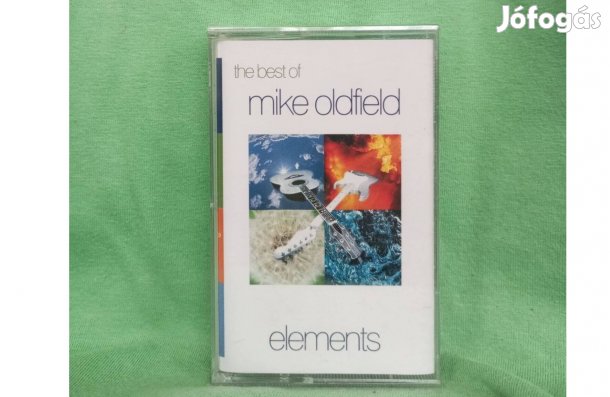 Jófogás
the best of
mike oldfield
elements